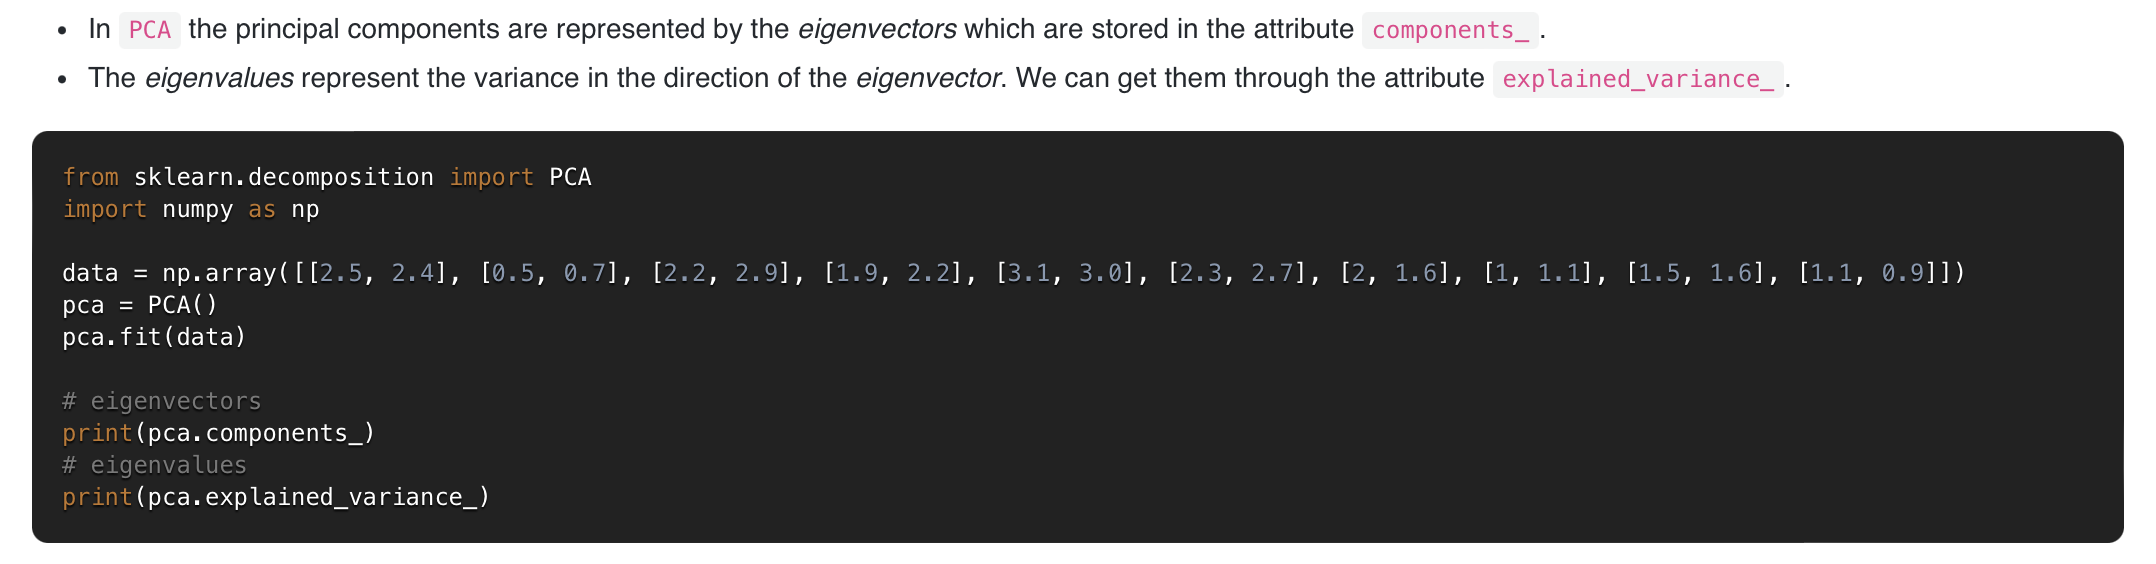 • In PCA the principal components are represented by the eigenvectors which are stored in the attribute components_ .
• The eigenvalues represent the variance in the direction of the eigenvector. We can get them through the attribute explained_variance_ .
from sklearn.decomposition import PCA
import numpy as np
data = np.array([[2.5, 2.4], [0.5, 0.7], [2.2, 2.9], [1.9, 2.2], [3.1, 3.0], [2.3, 2.7], [2, 1.6], [1, 1.1], [1.5, 1.6], [1.1, 0.9]])
pca = PCA()
pca.fit(data)
# eigenvectors
print(pca.components_)
# eigenvalues
print(pca.explained_variance_)